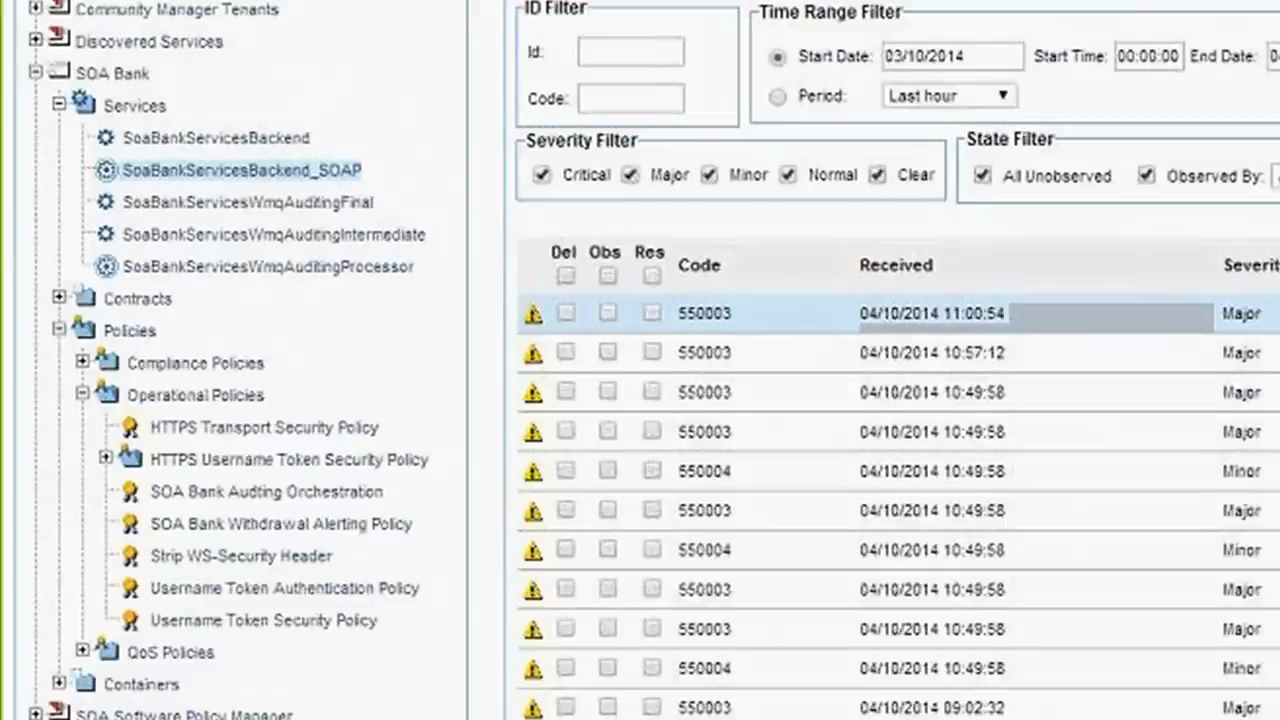 Community Manager Tenants
Discovered Services
SOA Bank
Services
SoaBankServicesBackend
SoaBankServicesBackend_SOAP
SoaBankServicesWmqAuditingFinal
SoaBankServicesWmqAuditingIntermediate
SoaBankServicesWmqAuditingProcessor
Contracts
Policies
Compliance Policies
Operational Policies
HTTPS Transport Security Policy
HTTPS Username Token Security Policy
SOA Bank Auditing Orchestration
SOA Bank Withdrawal Alerting Policy
Strip WS-Security Header
Username Token Authentication Policy
Username Token Security Policy
QoS Policies
Containers
SOA Software Policy Manager
ID Filter
Id:
Code:
Time Range Filter
Start Date: 03/10/2014 Start Time: 00:00:00 End Date:
Period: Last hour
Severity Filter
Critical Major Minor Normal Clear
State Filter
All Unobserved Observed By:
Del Obs Res Code Received Severit
550003 04/10/2014 11:00:54 Major
550003 04/10/2014 10:57:12 Major
550003 04/10/2014 10:49:58 Major
550003 04/10/2014 10:49:58 Major
550004 04/10/2014 10:49:58 Minor
550003 04/10/2014 10:49:58 Major
550004 04/10/2014 10:49:58 Minor
550003 04/10/2014 10:49:58 Major
550003 04/10/2014 10:49:58 Major
550004 04/10/2014 10:49:58 Minor
550003 04/10/2014 09:02:32 Major